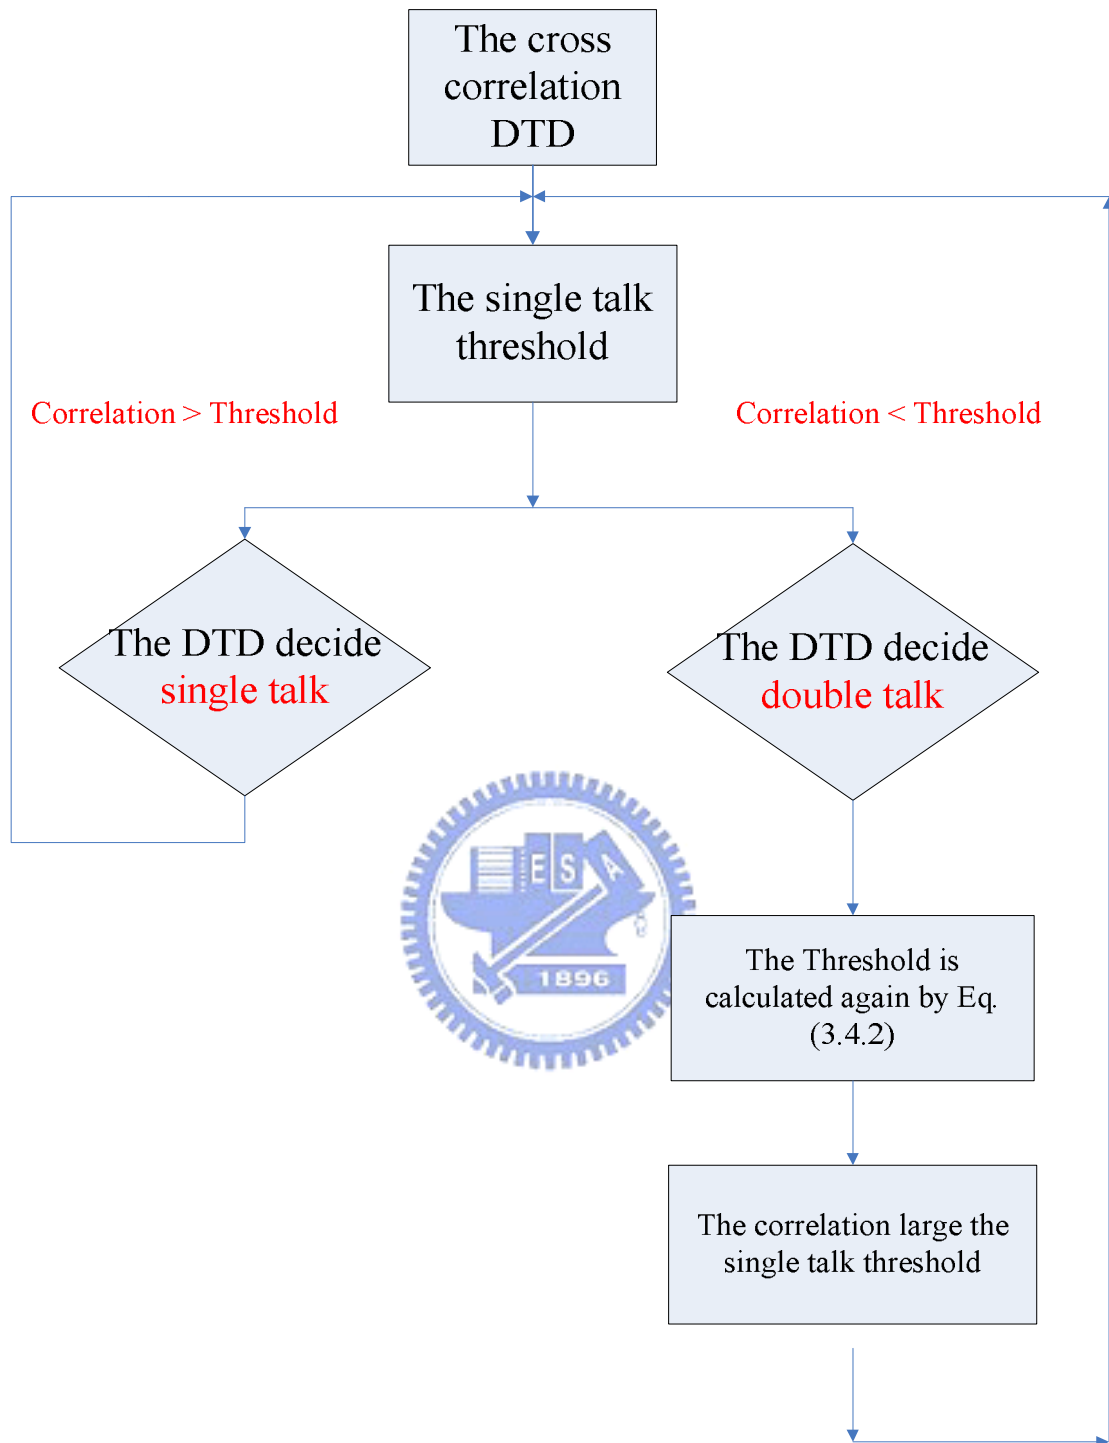 The cross
correlation
DTD
The single talk
threshold
Correlation > Threshold
Correlation < Threshold
The DTD decide
single talk
The DTD decide
double talk
E S A
1896
The Threshold is
calculated again by Eq.
(3.4.2)
The correlation large the
single talk threshold